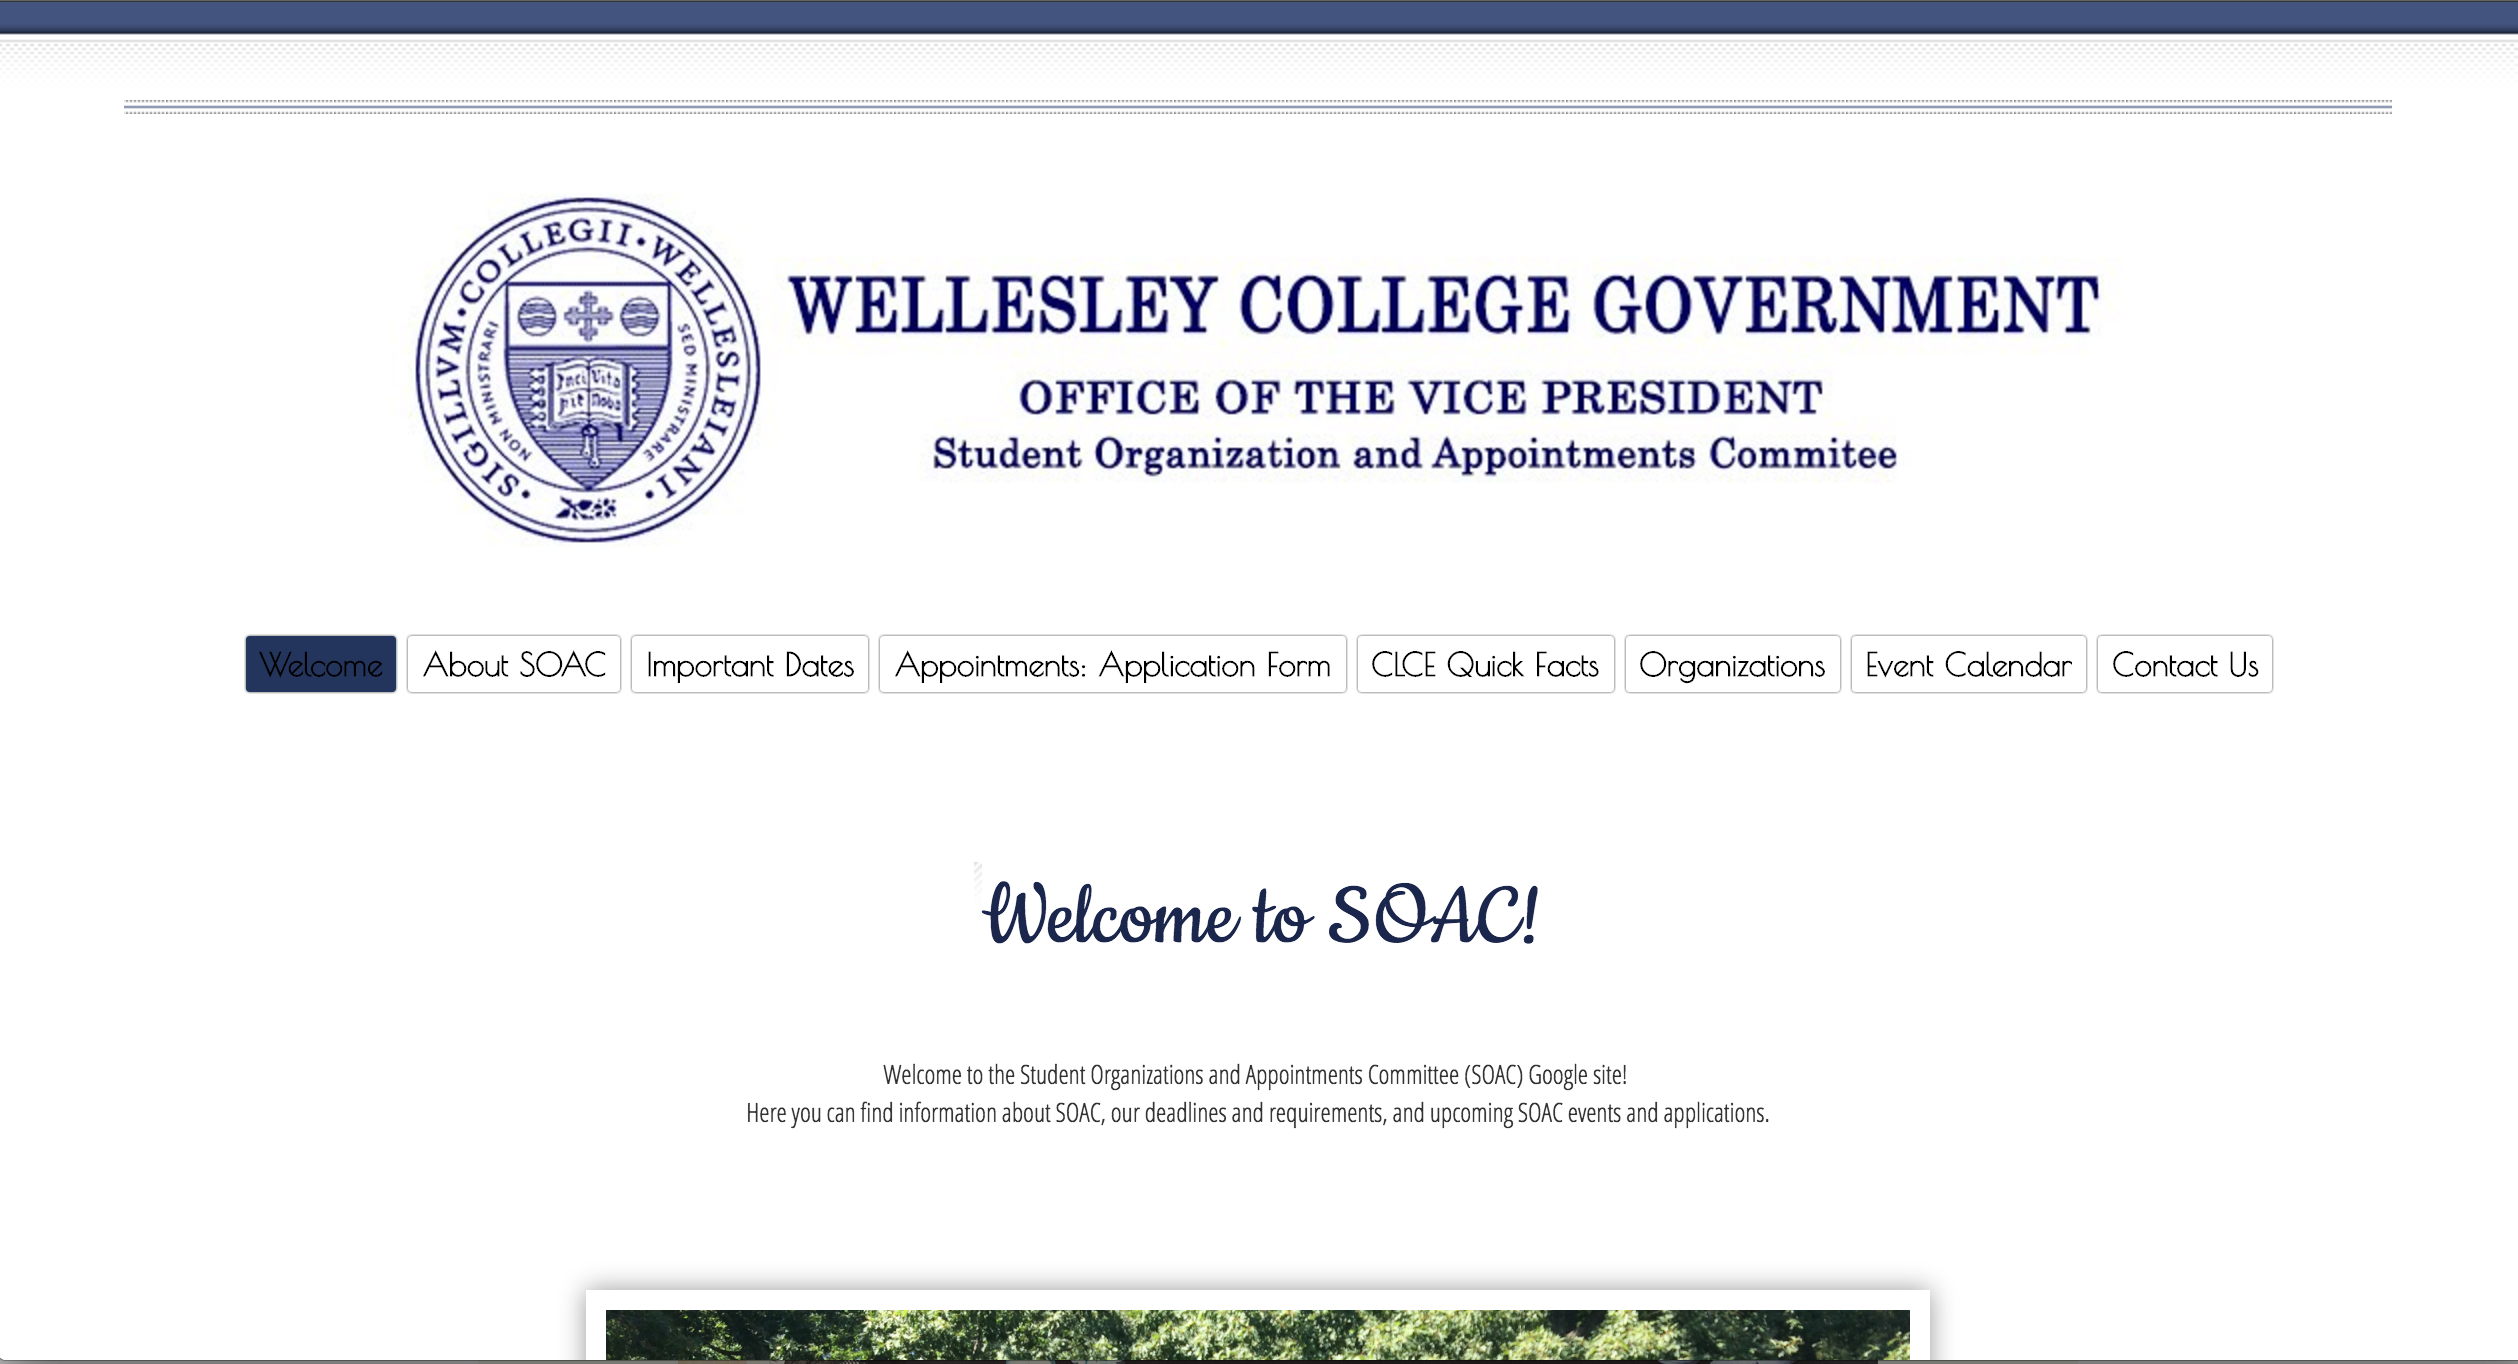 SIGILLVM · COLLEGII · WELLESLEIANI ·
NON MINISTRARI SED MINISTRARE
WELLESLEY COLLEGE GOVERNMENT
OFFICE OF THE VICE PRESIDENT
Student Organization and Appointments Commitee
Welcome About SOAC Important Dates Appointments: Application Form CLCE Quick Facts Organizations Event Calendar Contact Us
Welcome to SOAC!
Welcome to the Student Organizations and Appointments Committee (SOAC) Google site!
Here you can find information about SOAC, our deadlines and requirements, and upcoming SOAC events and applications.